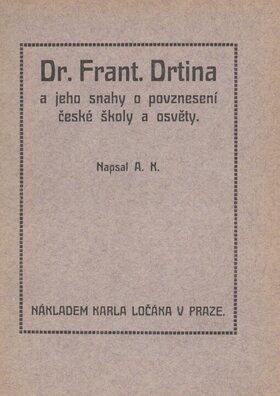 Dr. Frant. Drtina
a jeho snahy o povznesení
české školy a osvěty.
Napsal A. K.
NÁKLADEM KARLA LOČÁKA V PRAZE.